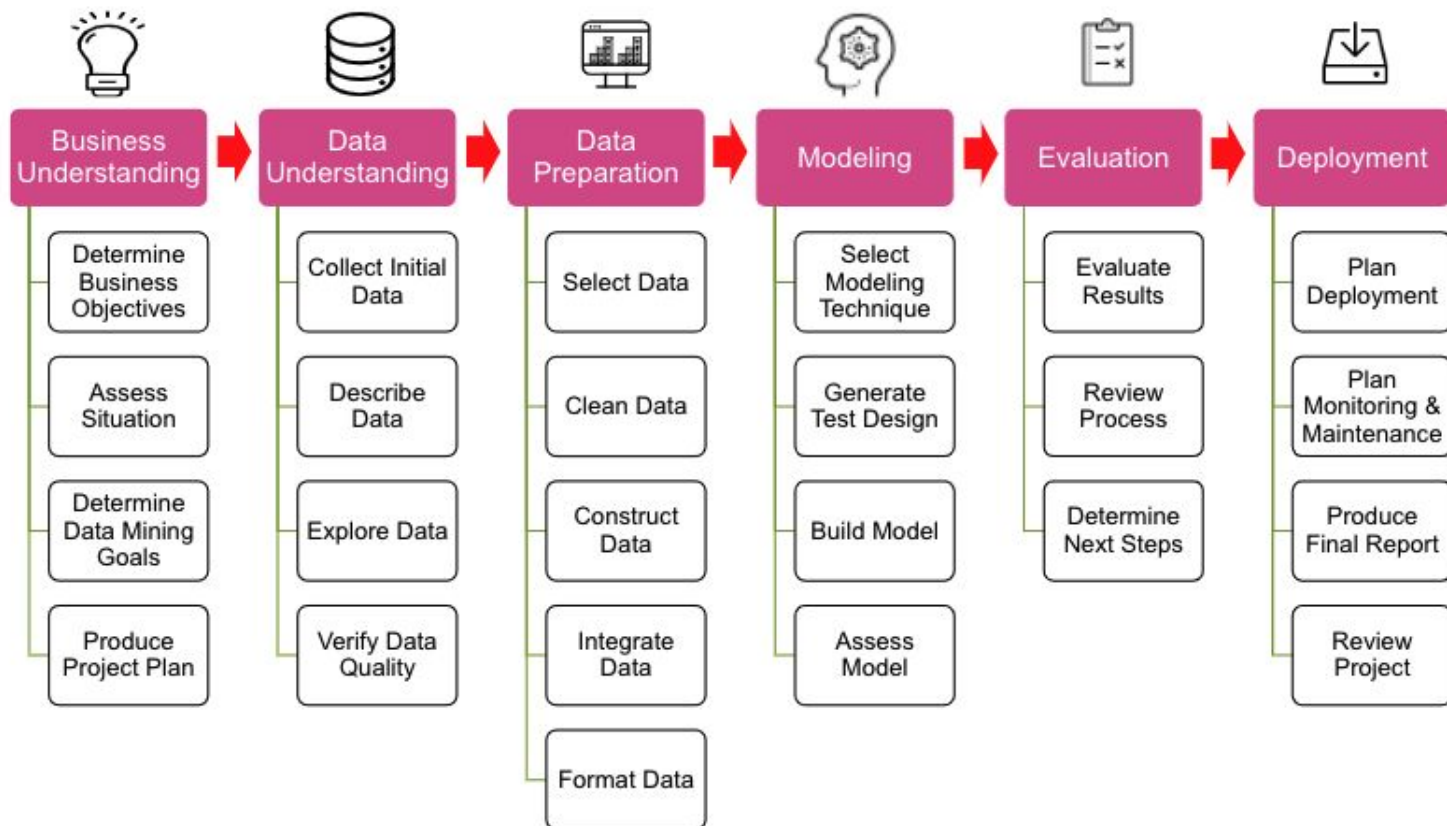 Business
Understanding
Data
Understanding
Data
Preparation
Modeling
Evaluation
Deployment
Determine
Business
Objectives
Assess
Situation
Determine
Data Mining
Goals
Produce
Project Plan
Collect Initial
Data
Describe
Data
Explore Data
Verify Data
Quality
Select Data
Clean Data
Construct
Data
Integrate
Data
Format Data
Select
Modeling
Technique
Generate
Test Design
Build Model
Assess
Model
Evaluate
Results
Review
Process
Determine
Next Steps
Plan
Deployment
Plan
Monitoring &
Maintenance
Produce
Final Report
Review
Project